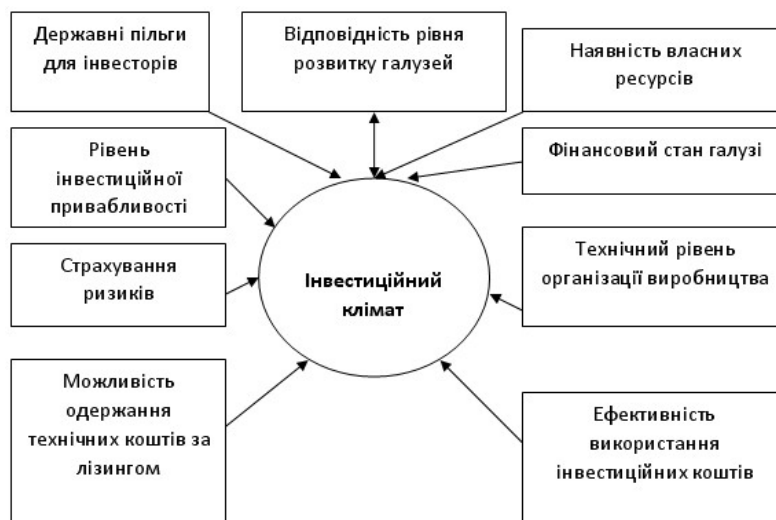 Державні пільги
для інвесторів
Відповідність рівня
розвитку галузей
Наявність власних
ресурсів
Рівень
інвестиційної
привабливості
Фінансовий стан галузі
Страхування
ризиків
Інвестиційний
клімат
Технічний рівень
організації виробництва
Можливість
одержання
технічних коштів за
лізингом
Ефективність
використання
інвестиційних коштів